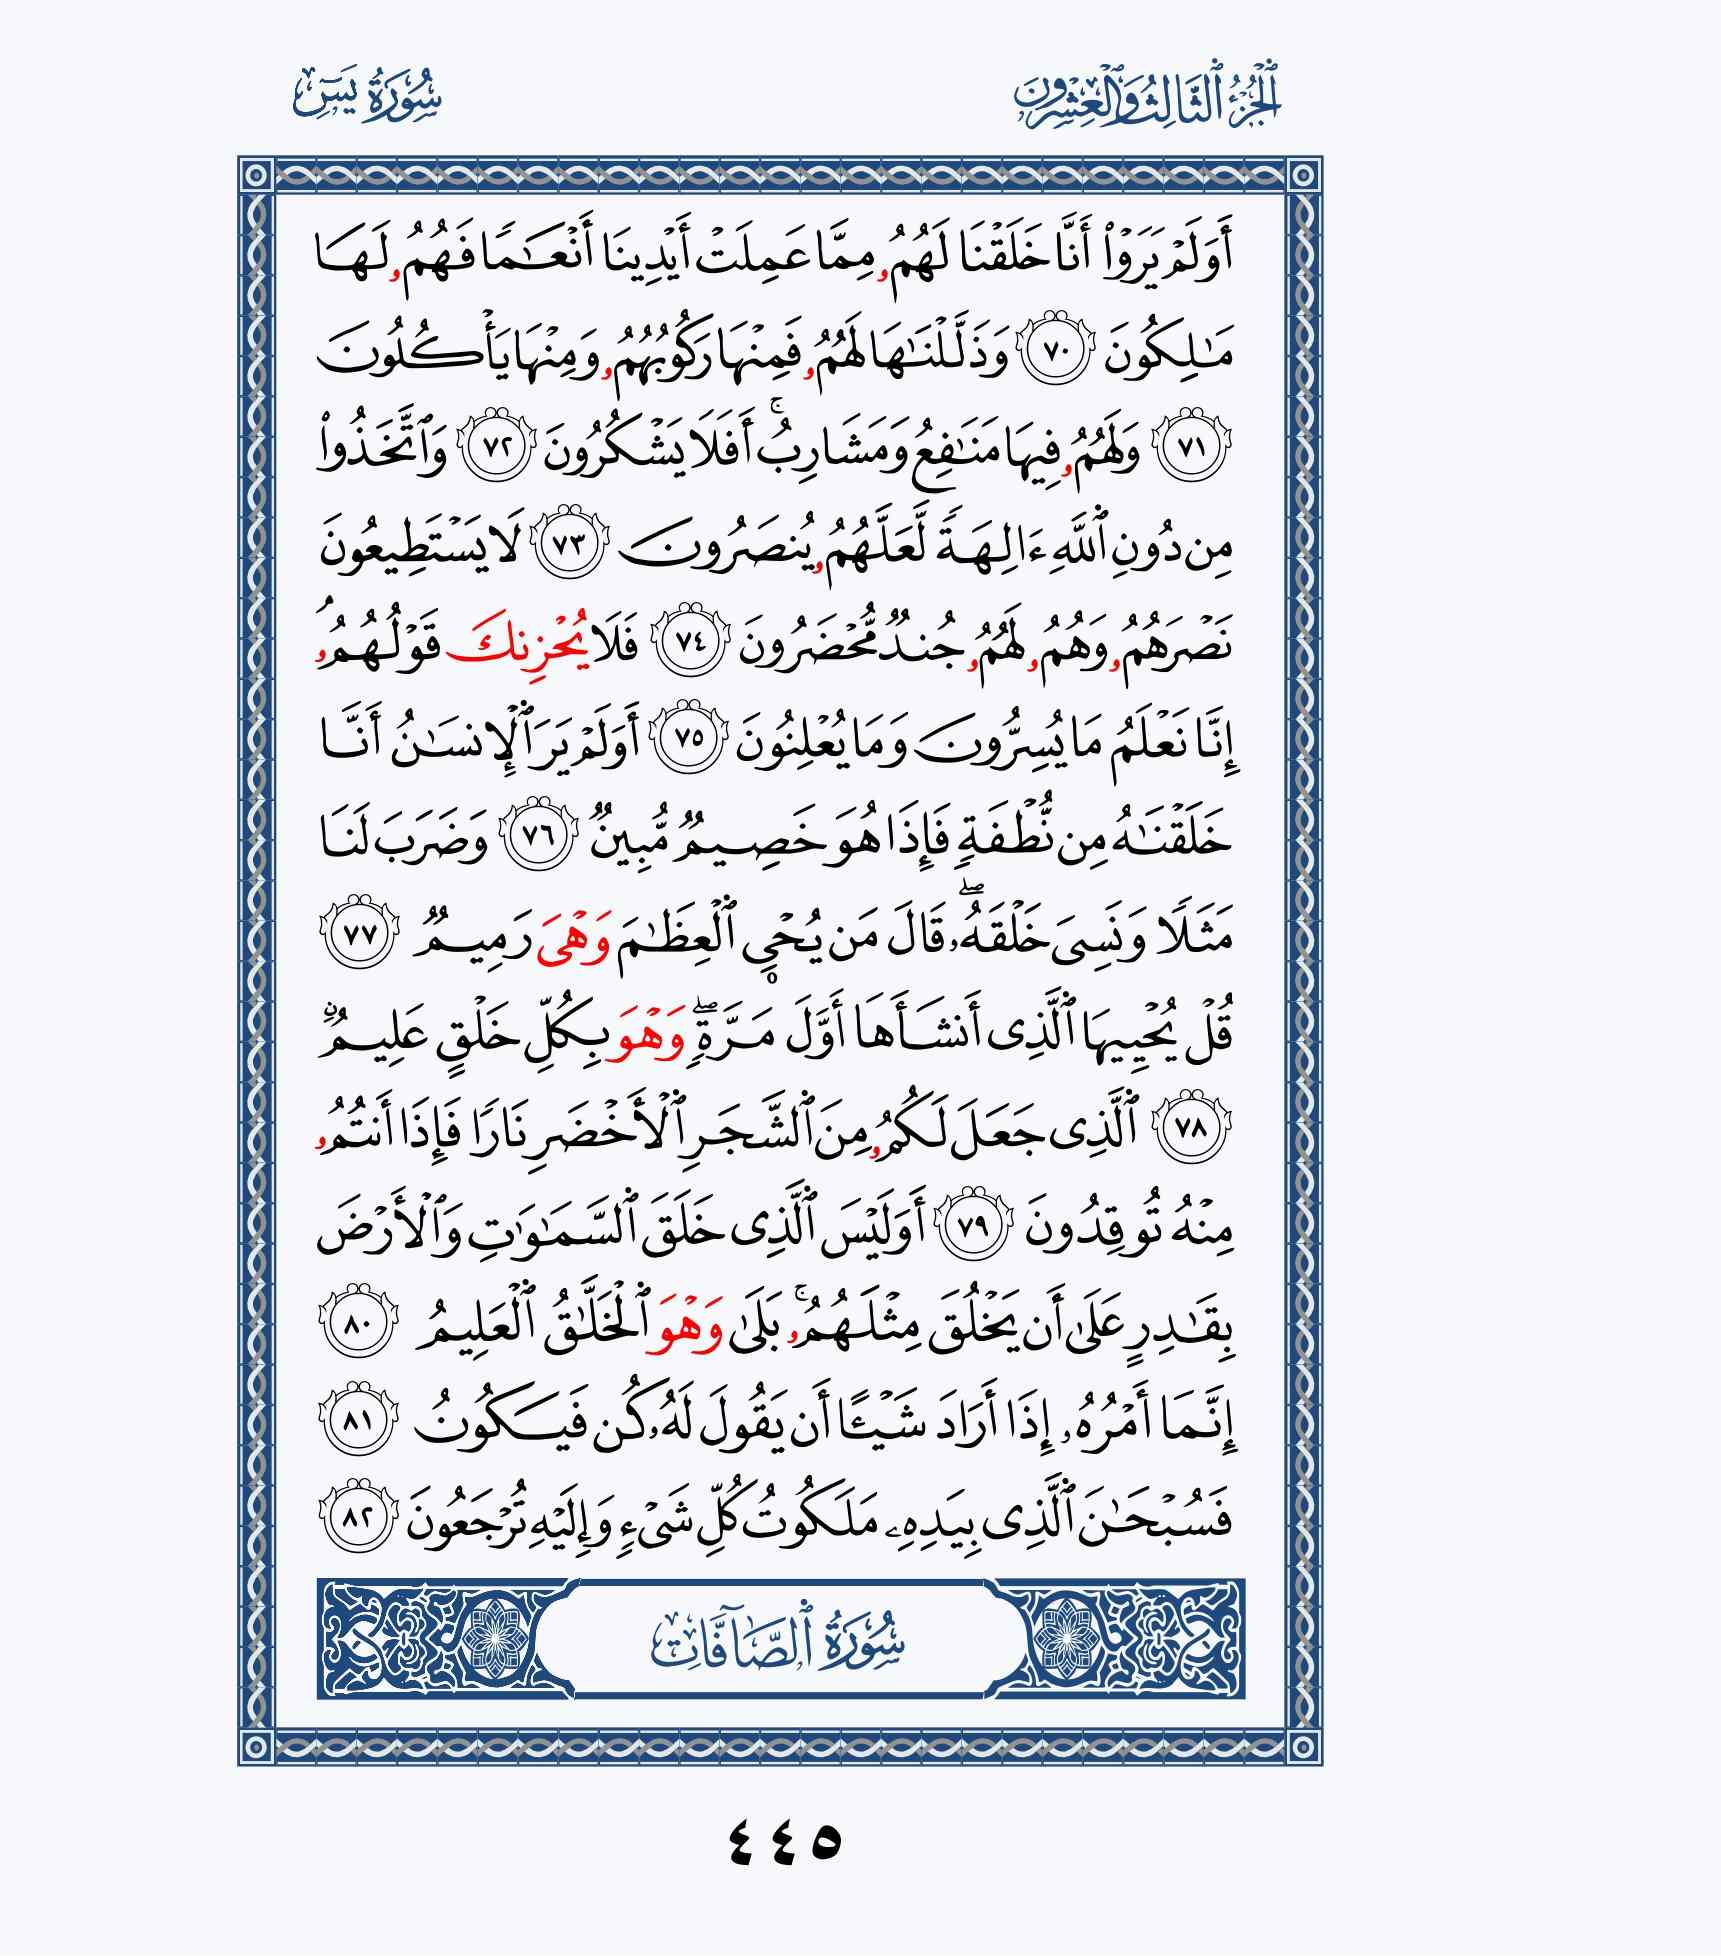 ٱلْجُزْءُ ٱلثَّالِثُ وَٱلْعِشْرُونَ
سُورَةُ يسٓ
أَوَلَمْ يَرَوْا۟ أَنَّا خَلَقْنَا لَهُمُۥ مِمَّا عَمِلَتْ أَيْدِينَا أَنْعَـٰمًا فَهُمُۥ لَهَا
مَـٰلِكُونَ ٧٠ وَذَلَّلْنَـٰهَا لَهُمُۥ فَمِنْهَا رَكُوبُهُمُۥ وَمِنْهَا يَأْكُلُونَ
٧١ وَلَهُمُۥ فِيهَا مَنَـٰفِعُ وَمَشَارِبُ ۚ أَفَلَا يَشْكُرُونَ ٧٢ وَٱتَّخَذُوا۟
مِن دُونِ ٱللَّهِ ءَالِهَةً لَّعَلَّهُمُۥ يُنصَرُونَ ٧٣ لَا يَسْتَطِيعُونَ
نَصْرَهُمُۥ وَهُمُۥ لَهُمُۥ جُندٌ مُّحْضَرُونَ ٧٤ فَلَا يُحْزِنكَ قَوْلُهُمُۥ ۘ
إِنَّا نَعْلَمُ مَا يُسِرُّونَ وَمَا يُعْلِنُونَ ٧٥ أَوَلَمْ يَرَ ٱلْإِنسَـٰنُ أَنَّا
خَلَقْنَـٰهُ مِن نُّطْفَةٍ فَإِذَا هُوَ خَصِيمٌ مُّبِينٌ ٧٦ وَضَرَبَ لَنَا
مَثَلًا وَنَسِىَ خَلْقَهُۥ ۖ قَالَ مَن يُحْىِ ٱلْعِظَـٰمَ وَهْىَ رَمِيمٌ ٧٧
قُلْ يُحْيِيهَا ٱلَّذِى أَنشَأَهَا أَوَّلَ مَرَّةٍ ۖ وَهْوَ بِكُلِّ خَلْقٍ عَلِيمٌ
٧٨ ٱلَّذِى جَعَلَ لَكُمُۥ مِنَ ٱلشَّجَرِ ٱلْأَخْضَرِ نَارًا فَإِذَا أَنتُمُۥ
مِنْهُ تُوقِدُونَ ٧٩ أَوَلَيْسَ ٱلَّذِى خَلَقَ ٱلسَّمَـٰوَٰتِ وَٱلْأَرْضَ
بِقَـٰدِرٍ عَلَىٰ أَن يَخْلُقَ مِثْلَهُمُۥ ۚ بَلَىٰ وَهْوَ ٱلْخَلَّـٰقُ ٱلْعَلِيمُ ٨٠
إِنَّمَا أَمْرُهُۥ إِذَا أَرَادَ شَيْـًٔا أَن يَقُولَ لَهُۥ كُن فَيَكُونُ ٨١
فَسُبْحَـٰنَ ٱلَّذِى بِيَدِهِۦ مَلَكُوتُ كُلِّ شَىْءٍ وَإِلَيْهِ تُرْجَعُونَ ٨٢
سُورَةُ ٱلصَّآفَّاتِ
٤٤٥